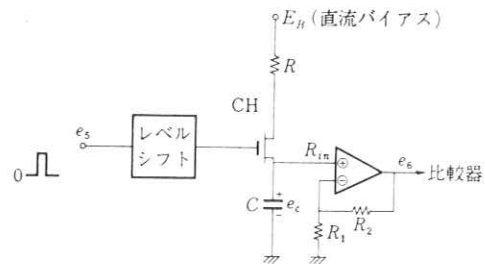 E_B (直流バイアス)
R
CH
e_5
レベル
シフト
0
R_in
⊕
⊖
e_6
比較器
C
+
e_c
−
R_1
R_2